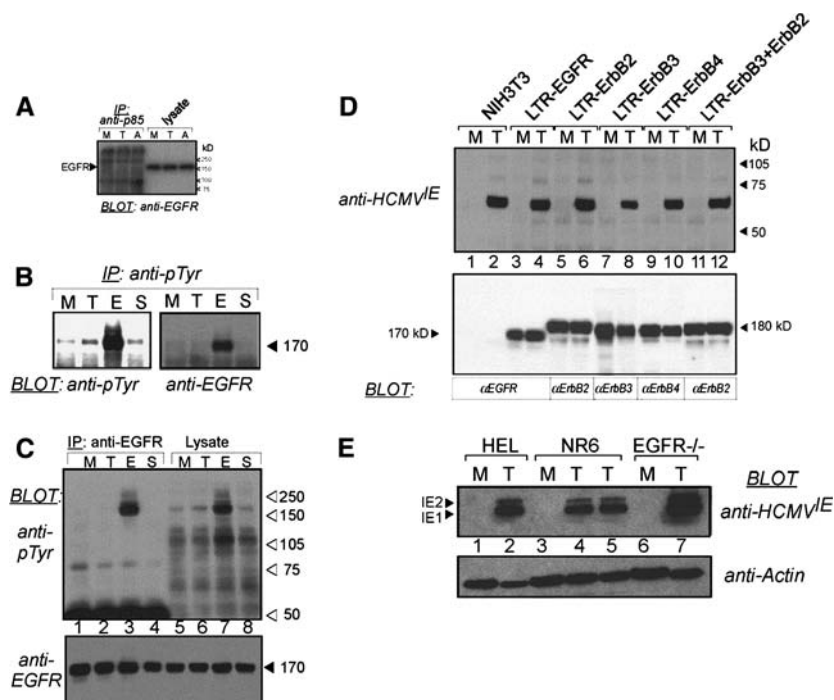 A
IP:
anti-p85
lysate
M T A M T A kD
EGFR
250
150
100
75
BLOT: anti-EGFR
B
IP: anti-pTyr
M T E S M T E S
170
BLOT: anti-pTyr anti-EGFR
C
IP: anti-EGFR Lysate
M T E S M T E S
BLOT:
anti-pTyr
250
150
105
75
50
1 2 3 4 5 6 7 8
anti-EGFR
170
D
NIH3T3
LTR-EGFR
LTR-ErbB2
LTR-ErbB3
LTR-ErbB4
LTR-ErbB3+ErbB2
M T M T M T M T M T M T
kD
anti-HCMV IE
105
75
50
1 2 3 4 5 6 7 8 9 10 11 12
170 kD
180 kD
BLOT: αEGFR αErbB2 αErbB3 αErbB4 αErbB2
E
HEL NR6 EGFR-/-
M T M T T M T
BLOT
IE2
IE1
anti-HCMV IE
1 2 3 4 5 6 7
anti-Actin